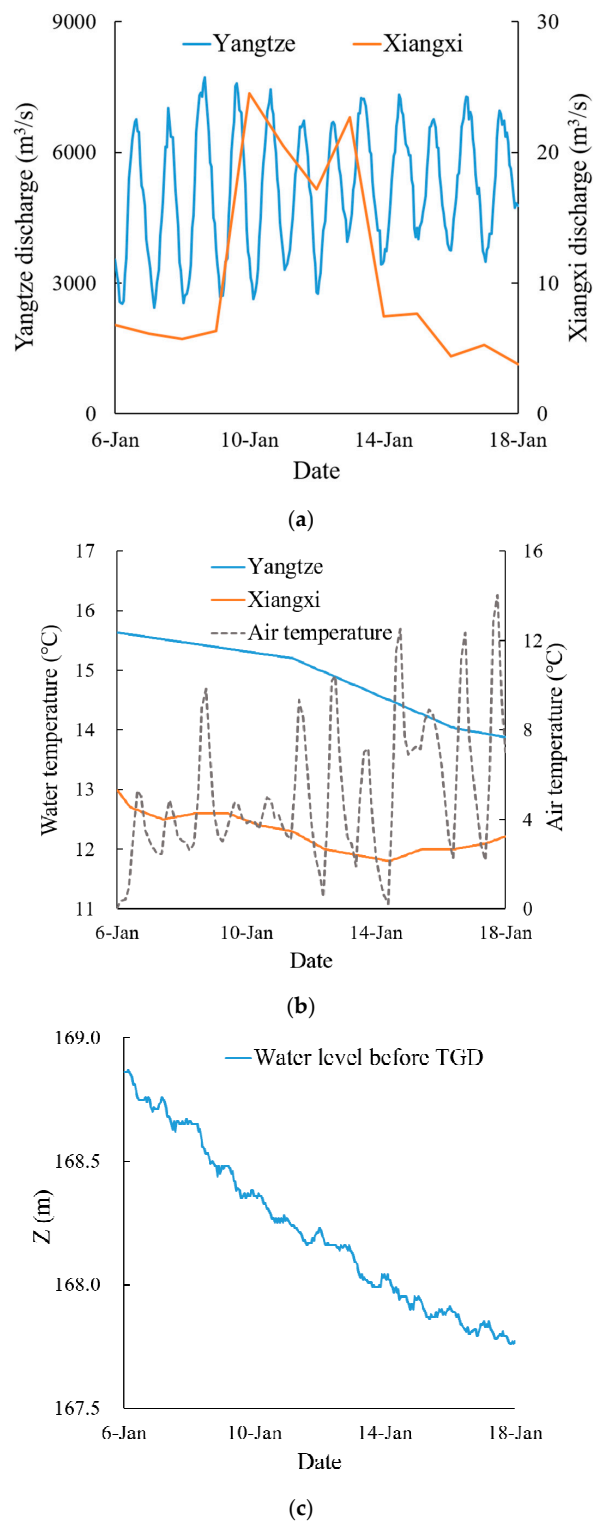 9000
30
Yangtze
Xiangxi
6000
20
3000
10
0
0
Yangtze discharge (m³/s)
Xiangxi discharge (m³/s)
6-Jan
10-Jan
14-Jan
18-Jan
Date
(a)
17
16
Yangtze
Xiangxi
Air temperature
16
15
12
14
8
13
4
12
11
0
Water temperature (℃)
Air temperature (℃)
6-Jan
10-Jan
14-Jan
18-Jan
Date
(b)
169.0
Water level before TGD
168.5
168.0
167.5
Z (m)
6-Jan
10-Jan
14-Jan
18-Jan
Date
(c)